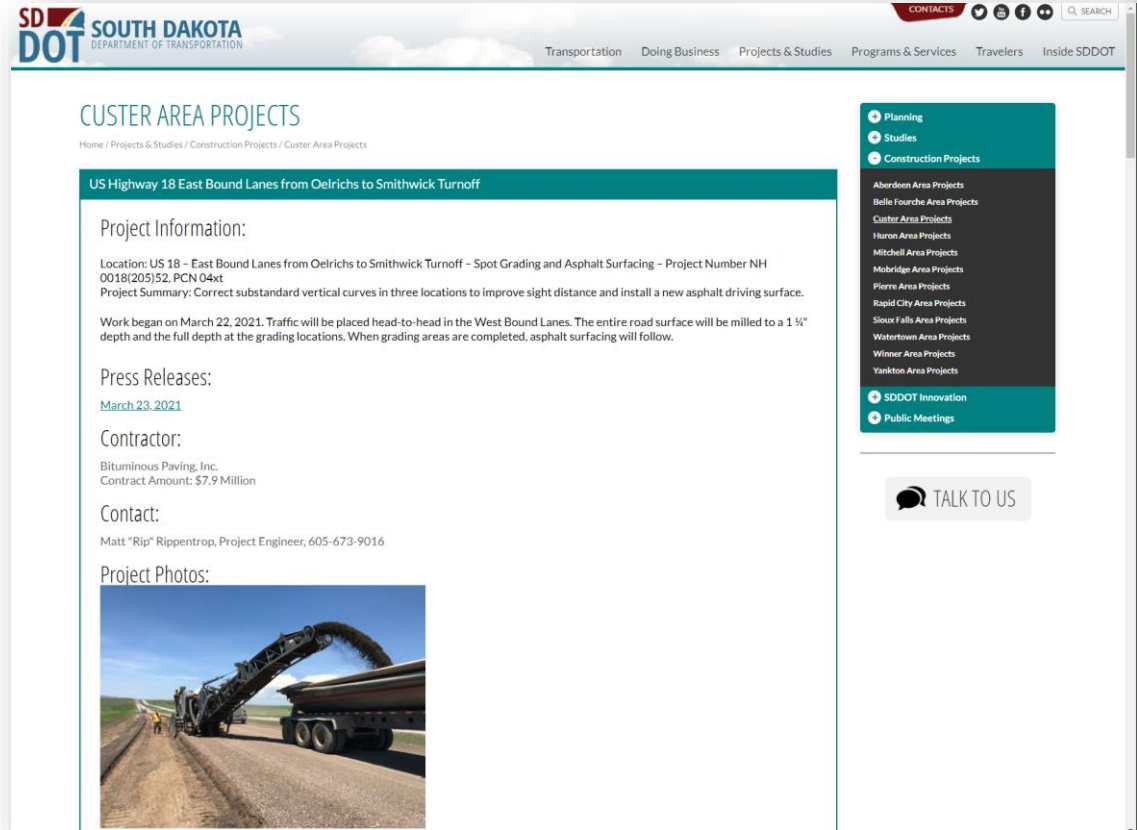 SD
DOT
SOUTH DAKOTA
DEPARTMENT OF TRANSPORTATION
CONTACTS
SEARCH
Transportation Doing Business Projects & Studies Programs & Services Travelers Inside SDDOT
CUSTER AREA PROJECTS
Home / Projects & Studies / Construction Projects / Custer Area Projects
US Highway 18 East Bound Lanes from Oelrichs to Smithwick Turnoff
Project Information:
Location: US 18 – East Bound Lanes from Oelrichs to Smithwick Turnoff – Spot Grading and Asphalt Surfacing – Project Number NH
0018(205)52, PCN 04xt
Project Summary: Correct substandard vertical curves in three locations to improve sight distance and install a new asphalt driving surface.
Work began on March 22, 2021. Traffic will be placed head-to-head in the West Bound Lanes. The entire road surface will be milled to a 1 ¼"
depth and the full depth at the grading locations. When grading areas are completed, asphalt surfacing will follow.
Press Releases:
March 23, 2021
Contractor:
Bituminous Paving, Inc.
Contract Amount: $7.9 Million
Contact:
Matt "Rip" Rippentrop, Project Engineer, 605-673-9016
Project Photos:
Planning
Studies
Construction Projects
Aberdeen Area Projects
Belle Fourche Area Projects
Custer Area Projects
Huron Area Projects
Mitchell Area Projects
Mobridge Area Projects
Pierre Area Projects
Rapid City Area Projects
Sioux Falls Area Projects
Watertown Area Projects
Winner Area Projects
Yankton Area Projects
SDDOT Innovation
Public Meetings
TALK TO US